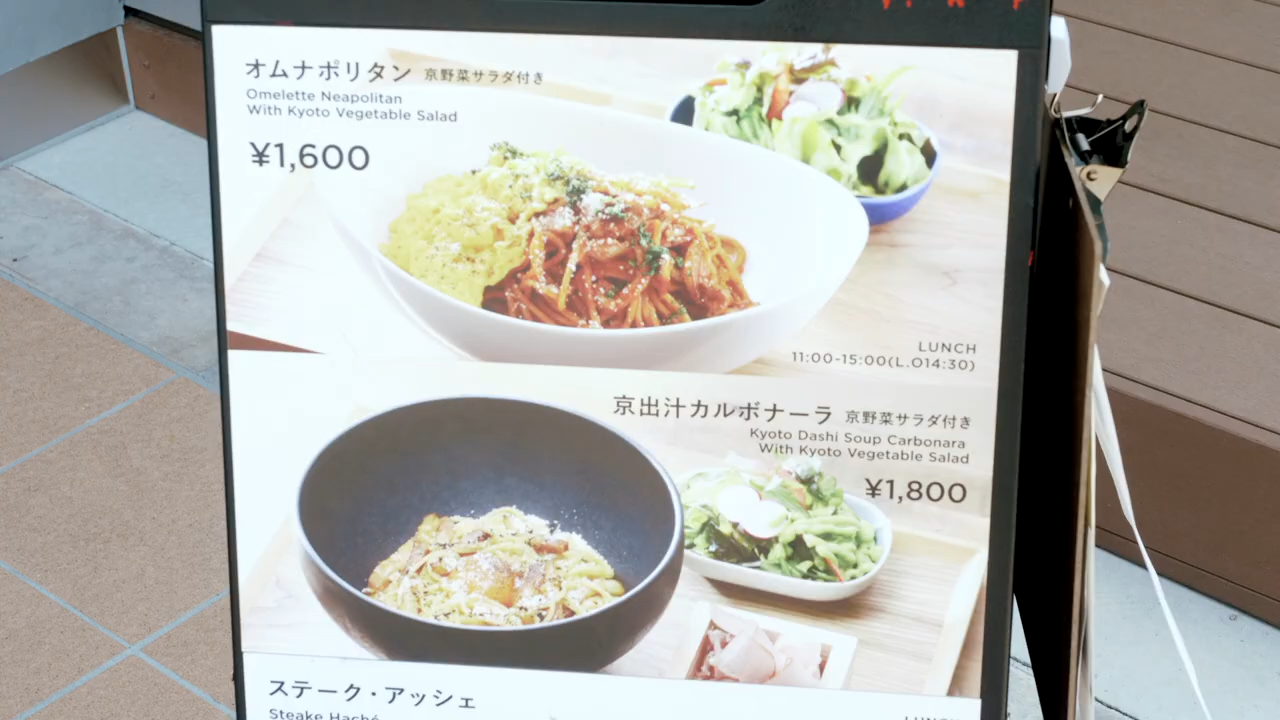 オムナポリタン 京野菜サラダ付き
Omelette Neapolitan
With Kyoto Vegetable Salad
¥1,600
LUNCH
11:00-15:00(L.O14:30)
京出汁カルボナーラ 京野菜サラダ付き
Kyoto Dashi Soup Carbonara
With Kyoto Vegetable Salad
¥1,800
ステーク・アッシェ
Steake Haché
LUNCH